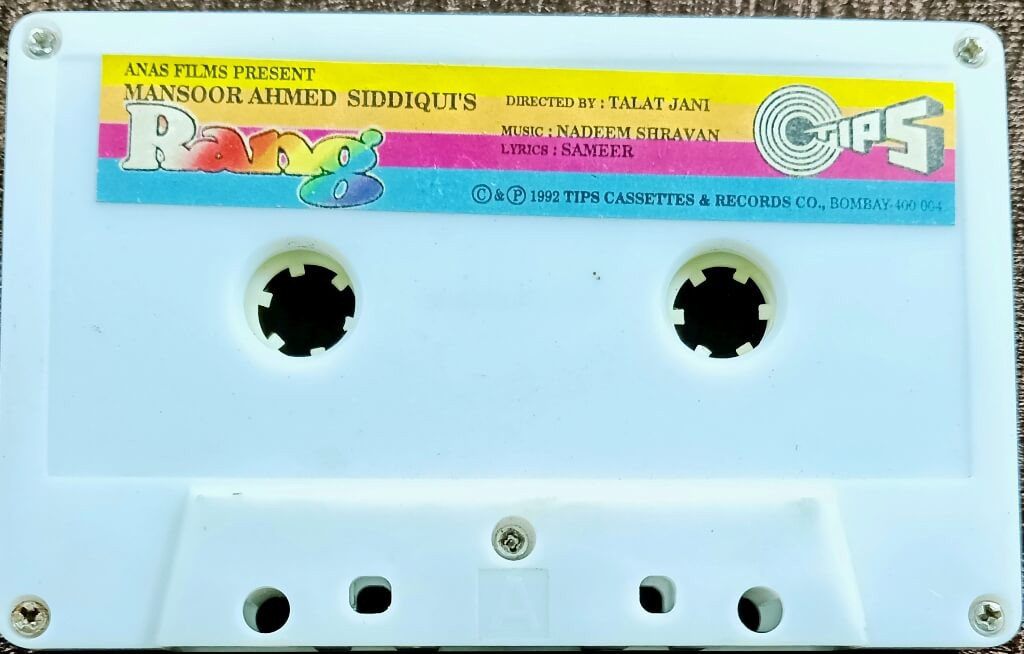 ANAS FILMS PRESENT
MANSOOR AHMED SIDDIQUI'S
Rang
DIRECTED BY : TALAT JANI
MUSIC : NADEEM SHRAVAN
LYRICS : SAMEER
TIPS
Ⓒ&Ⓟ 1992 TIPS CASSETTES & RECORDS CO., BOMBAY-400 004
A